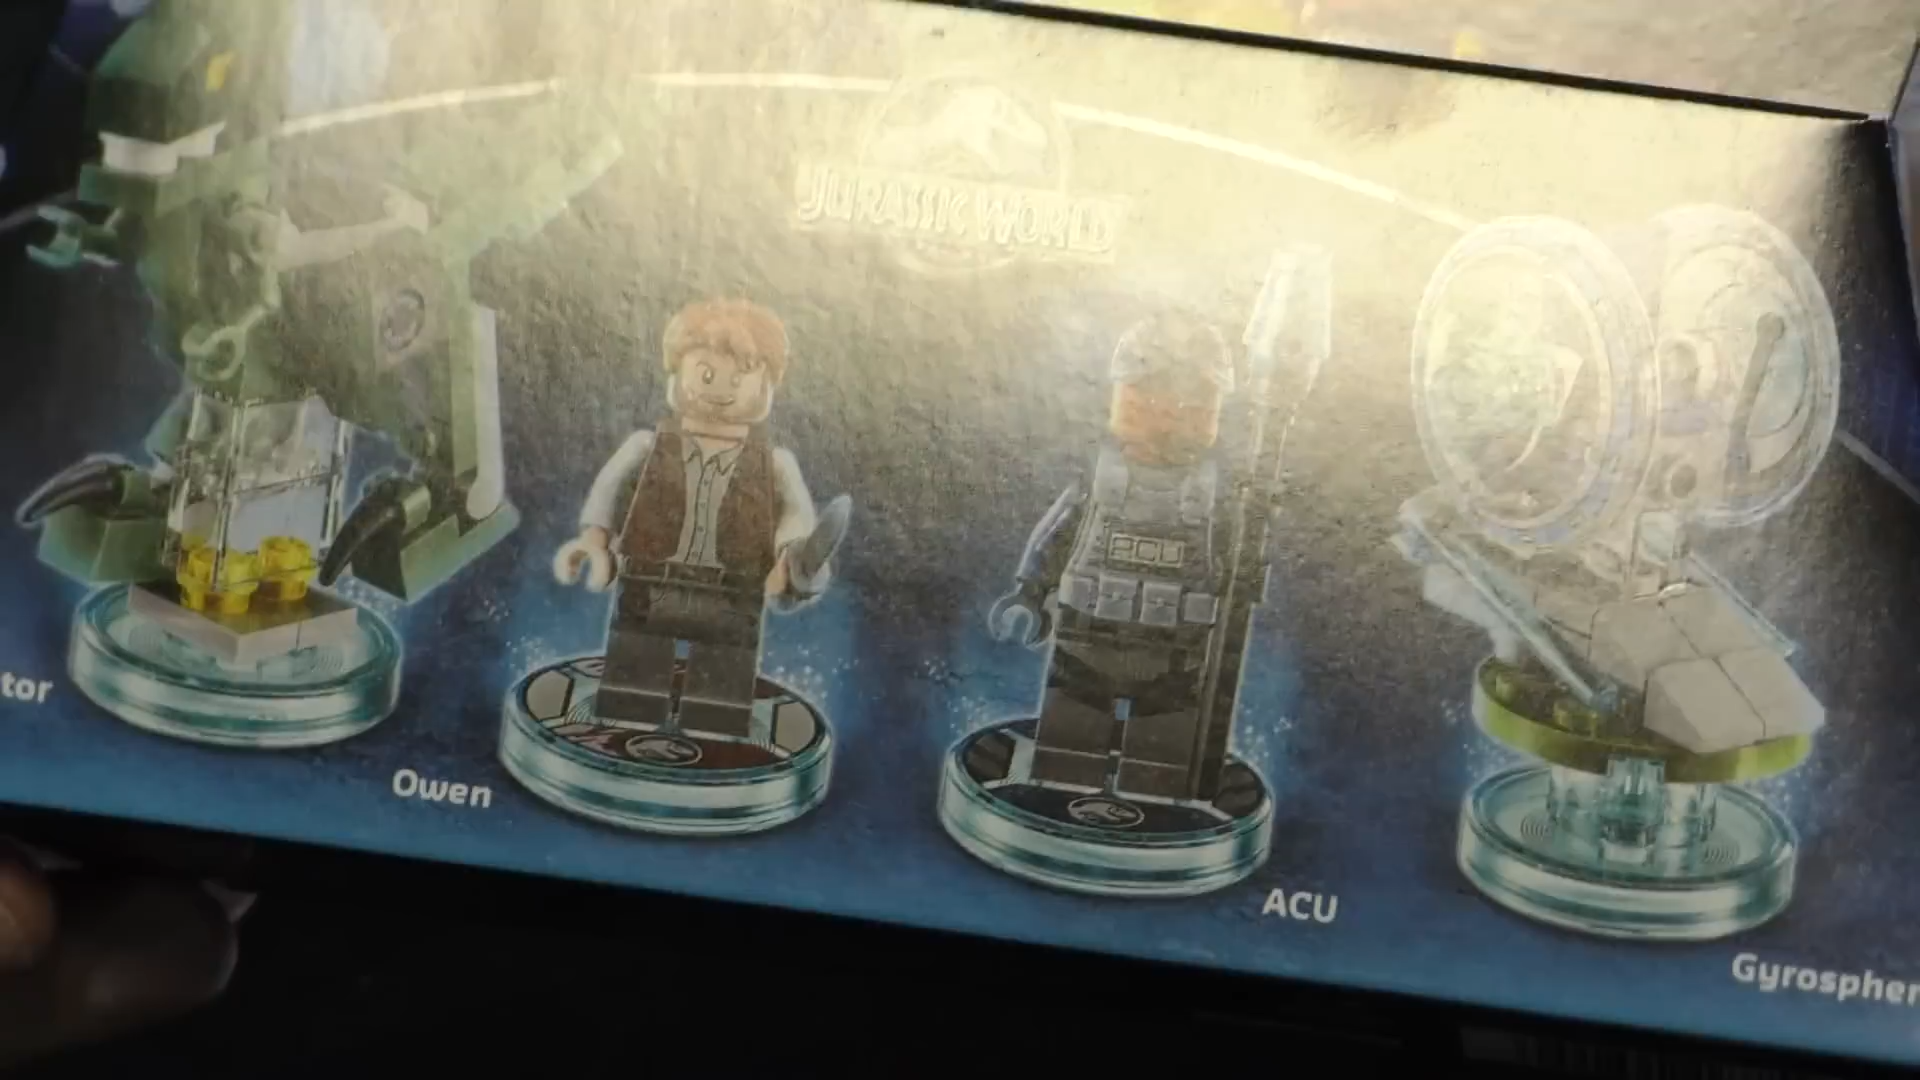 JURASSIC WORLD
ACU
tor
Owen
ACU
Gyrospher